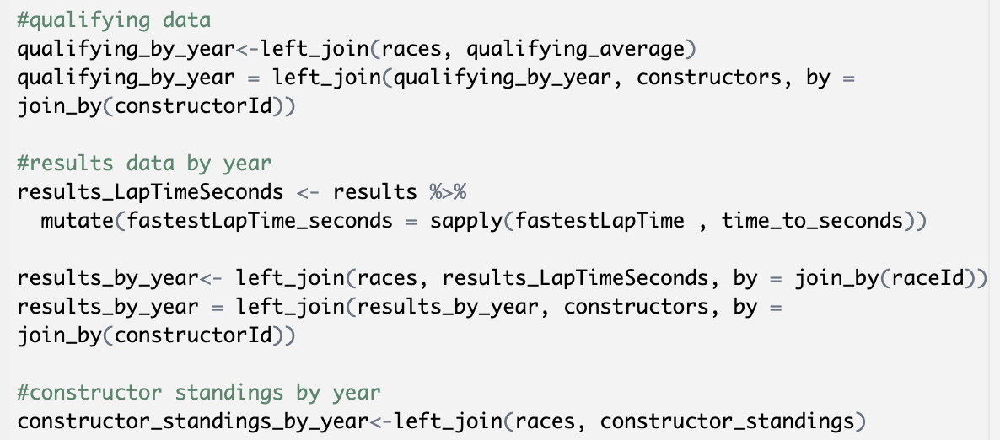 #qualifying data
qualifying_by_year<-left_join(races, qualifying_average)
qualifying_by_year = left_join(qualifying_by_year, constructors, by =
join_by(constructorId))
#results data by year
results_LapTimeSeconds <- results %>%
  mutate(fastestLapTime_seconds = sapply(fastestLapTime , time_to_seconds))
results_by_year<- left_join(races, results_LapTimeSeconds, by = join_by(raceId))
results_by_year = left_join(results_by_year, constructors, by =
join_by(constructorId))
#constructor standings by year
constructor_standings_by_year<-left_join(races, constructor_standings)